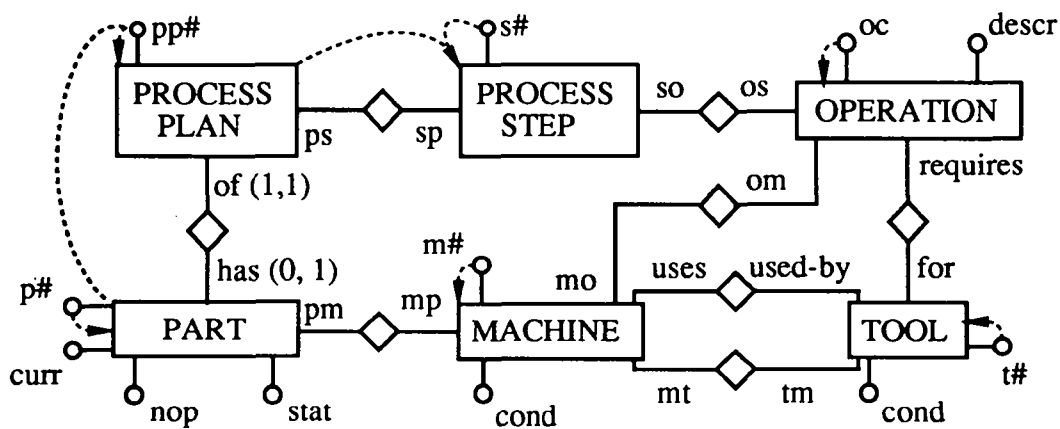 pp#
s#
oc
descr
PROCESS
PLAN
ps
sp
PROCESS
STEP
so
os
OPERATION
of (1,1)
om
requires
has (0, 1)
m#
mo
uses
used-by
for
p#
pm
mp
PART
MACHINE
TOOL
curr
nop
stat
cond
mt
tm
cond
t#